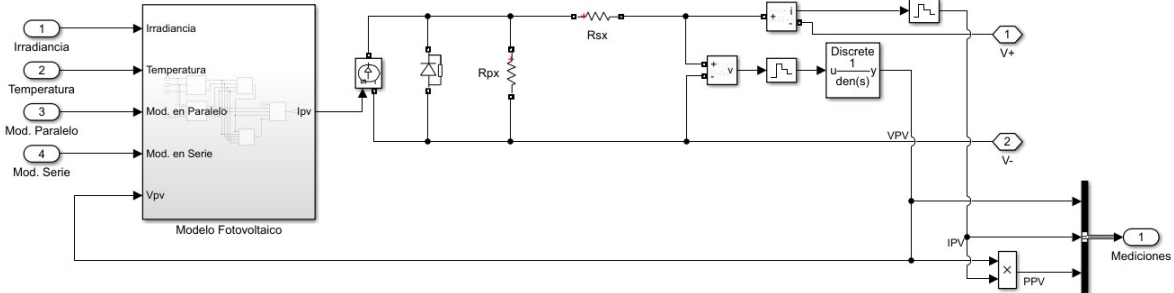 1
Irradiancia
2
Temperatura
3
Mod. Paralelo
4
Mod. Serie
Irradiancia
Temperatura
Mod. en Paralelo
Mod. en Serie
Vpv
Ipv
Modelo Fotovoltaico
Rpx
Rsx
+
-
i
+
-
v
Discrete
1
u y
den(s)
1
V+
VPV
2
V-
IPV
×
PPV
1
Mediciones